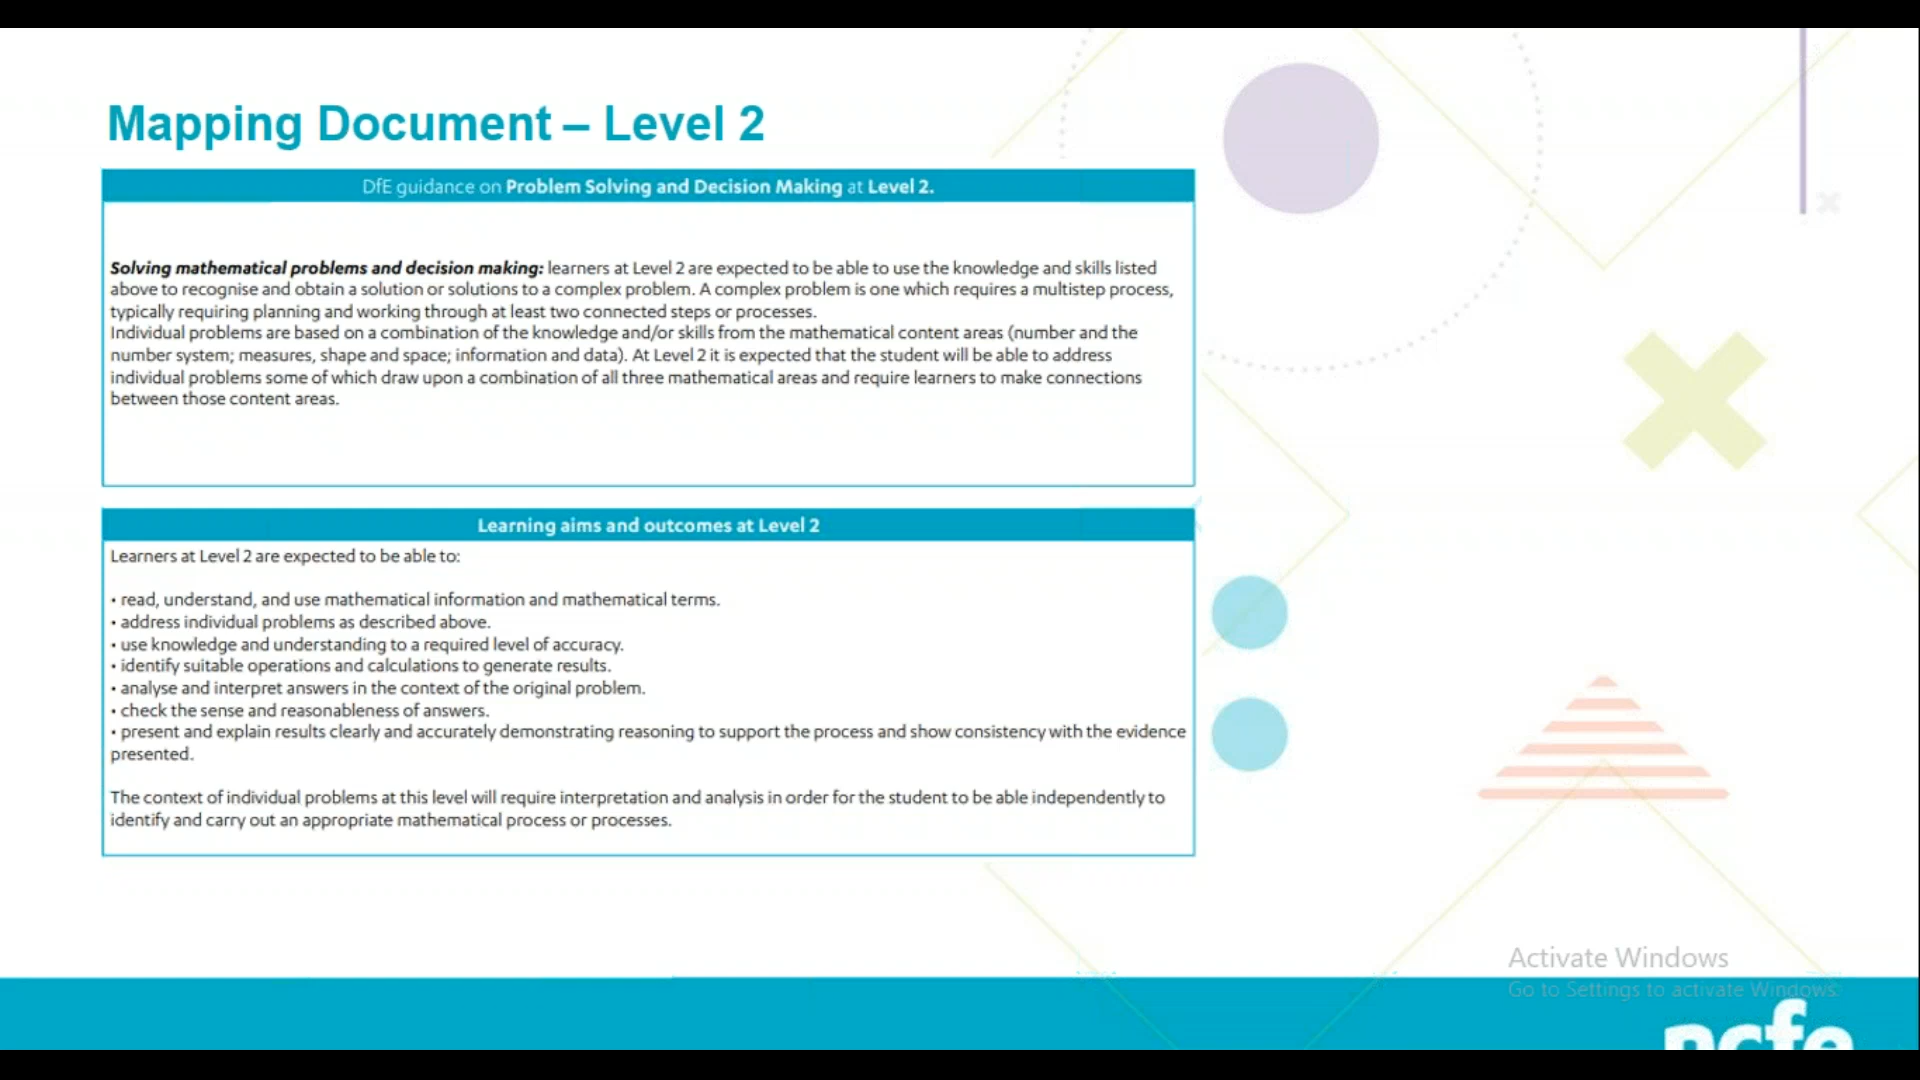 Mapping Document – Level 2
DfE guidance on Problem Solving and Decision Making at Level 2.
Solving mathematical problems and decision making: learners at Level 2 are expected to be able to use the knowledge and skills listed
above to recognise and obtain a solution or solutions to a complex problem. A complex problem is one which requires a multistep process,
typically requiring planning and working through at least two connected steps or processes.
Individual problems are based on a combination of the knowledge and/or skills from the mathematical content areas (number and the
number system; measures, shape and space; information and data). At Level 2 it is expected that the student will be able to address
individual problems some of which draw upon a combination of all three mathematical areas and require learners to make connections
between those content areas.
Learning aims and outcomes at Level 2
Learners at Level 2 are expected to be able to:
• read, understand, and use mathematical information and mathematical terms.
• address individual problems as described above.
• use knowledge and understanding to a required level of accuracy.
• identify suitable operations and calculations to generate results.
• analyse and interpret answers in the context of the original problem.
• check the sense and reasonableness of answers.
• present and explain results clearly and accurately demonstrating reasoning to support the process and show consistency with the evidence
presented.
The context of individual problems at this level will require interpretation and analysis in order for the student to be able independently to
identify and carry out an appropriate mathematical process or processes.
Activate Windows
Go to Settings to activate Windows.
ncfe